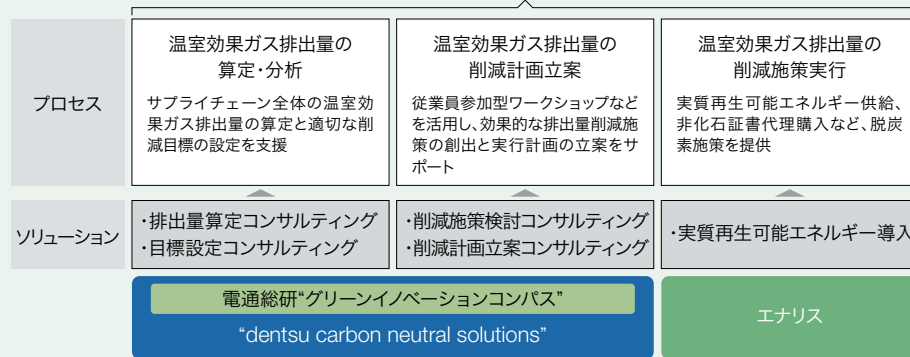 プロセス
温室効果ガス排出量の
算定・分析
サプライチェーン全体の温室効
果ガス排出量の算定と適切な削
減目標の設定を支援
温室効果ガス排出量の
削減計画立案
従業員参加型ワークショップなど
を活用し、効果的な排出量削減施
策の創出と実行計画の立案をサ
ポート
温室効果ガス排出量の
削減施策実行
実質再生可能エネルギー供給、
非化石証書代理購入など、脱炭
素施策を提供
ソリューション
・排出量算定コンサルティング
・目標設定コンサルティング
・削減施策検討コンサルティング
・削減計画立案コンサルティング
・実質再生可能エネルギー導入
電通総研“グリーンイノベーションコンパス”
“dentsu carbon neutral solutions”
エナリス